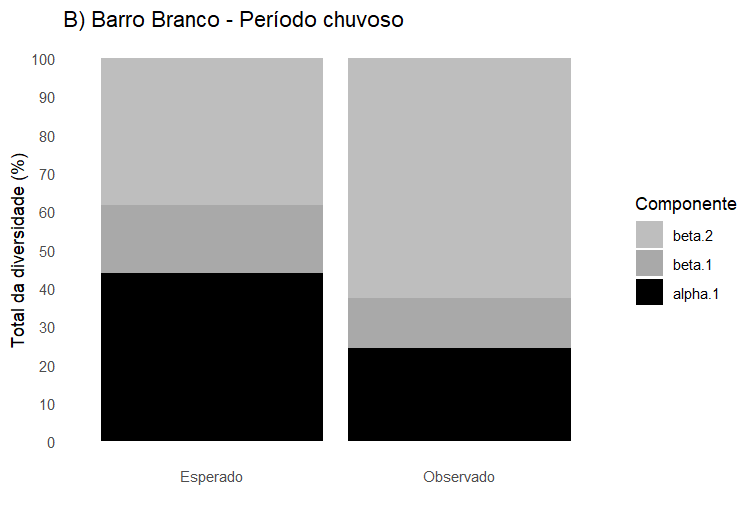 B) Barro Branco - Período chuvoso
Total da diversidade (%)
100
90
80
70
60
50
40
30
20
10
0
Esperado
Observado
Componente
beta.2
beta.1
alpha.1